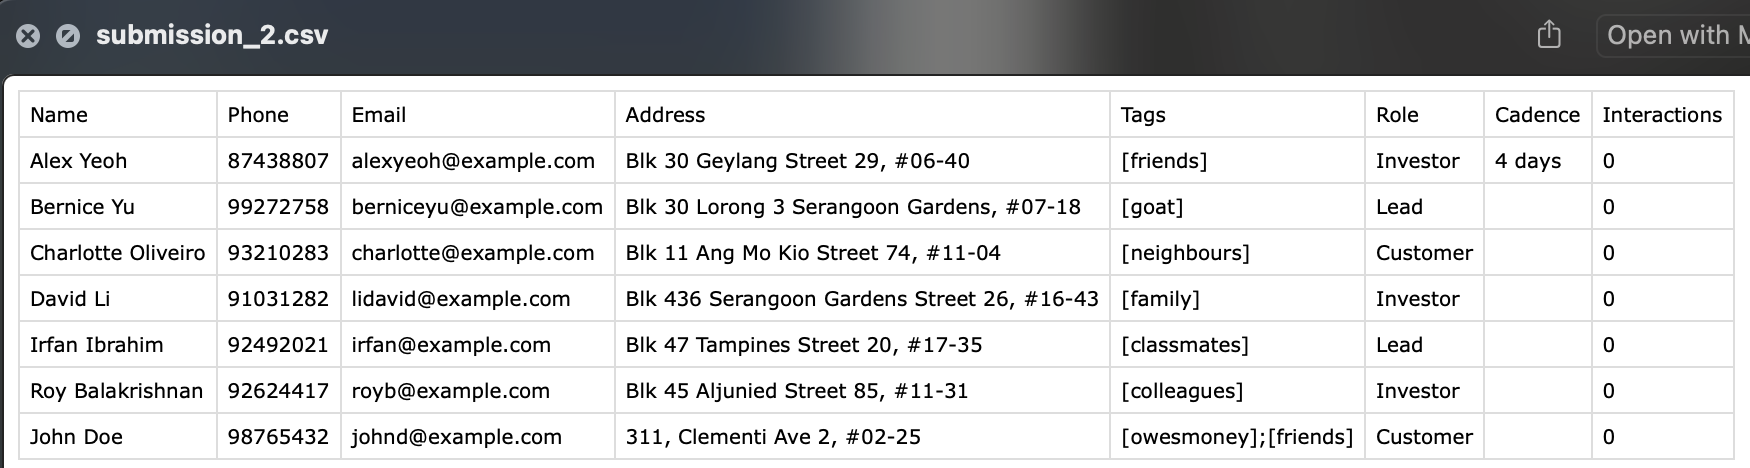 submission_2.csv
Open with M
Name Phone Email Address Tags Role Cadence Interactions
Alex Yeoh 87438807 alexyeoh@example.com Blk 30 Geylang Street 29, #06-40 [friends] Investor 4 days 0
Bernice Yu 99272758 berniceyu@example.com Blk 30 Lorong 3 Serangoon Gardens, #07-18 [goat] Lead 0
Charlotte Oliveiro 93210283 charlotte@example.com Blk 11 Ang Mo Kio Street 74, #11-04 [neighbours] Customer 0
David Li 91031282 lidavid@example.com Blk 436 Serangoon Gardens Street 26, #16-43 [family] Investor 0
Irfan Ibrahim 92492021 irfan@example.com Blk 47 Tampines Street 20, #17-35 [classmates] Lead 0
Roy Balakrishnan 92624417 royb@example.com Blk 45 Aljunied Street 85, #11-31 [colleagues] Investor 0
John Doe 98765432 johnd@example.com 311, Clementi Ave 2, #02-25 [owesmoney];[friends] Customer 0